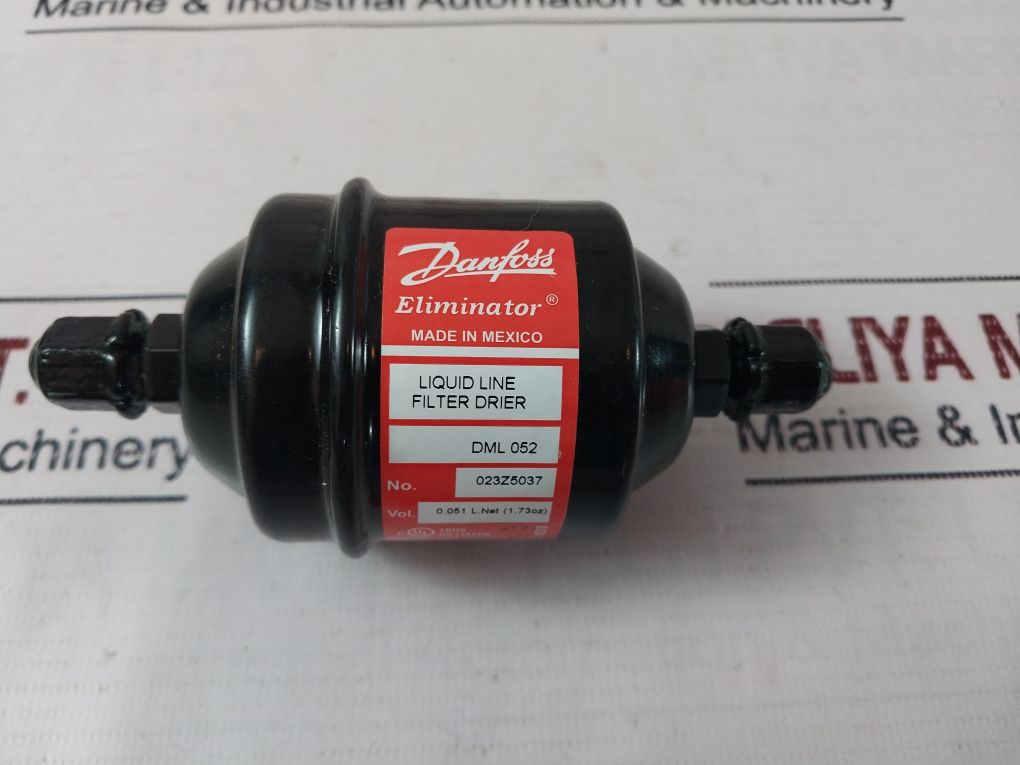 Marine & Industrial Automation & Machinery
Danfoss
Eliminator®
MADE IN MEXICO
LIQUID LINE
FILTER DRIER
DML 052
No. 023Z5037
Vol. 0.051 L.Net (1.73oz)
UL
T.
chinery
LIYA M
Marine & In